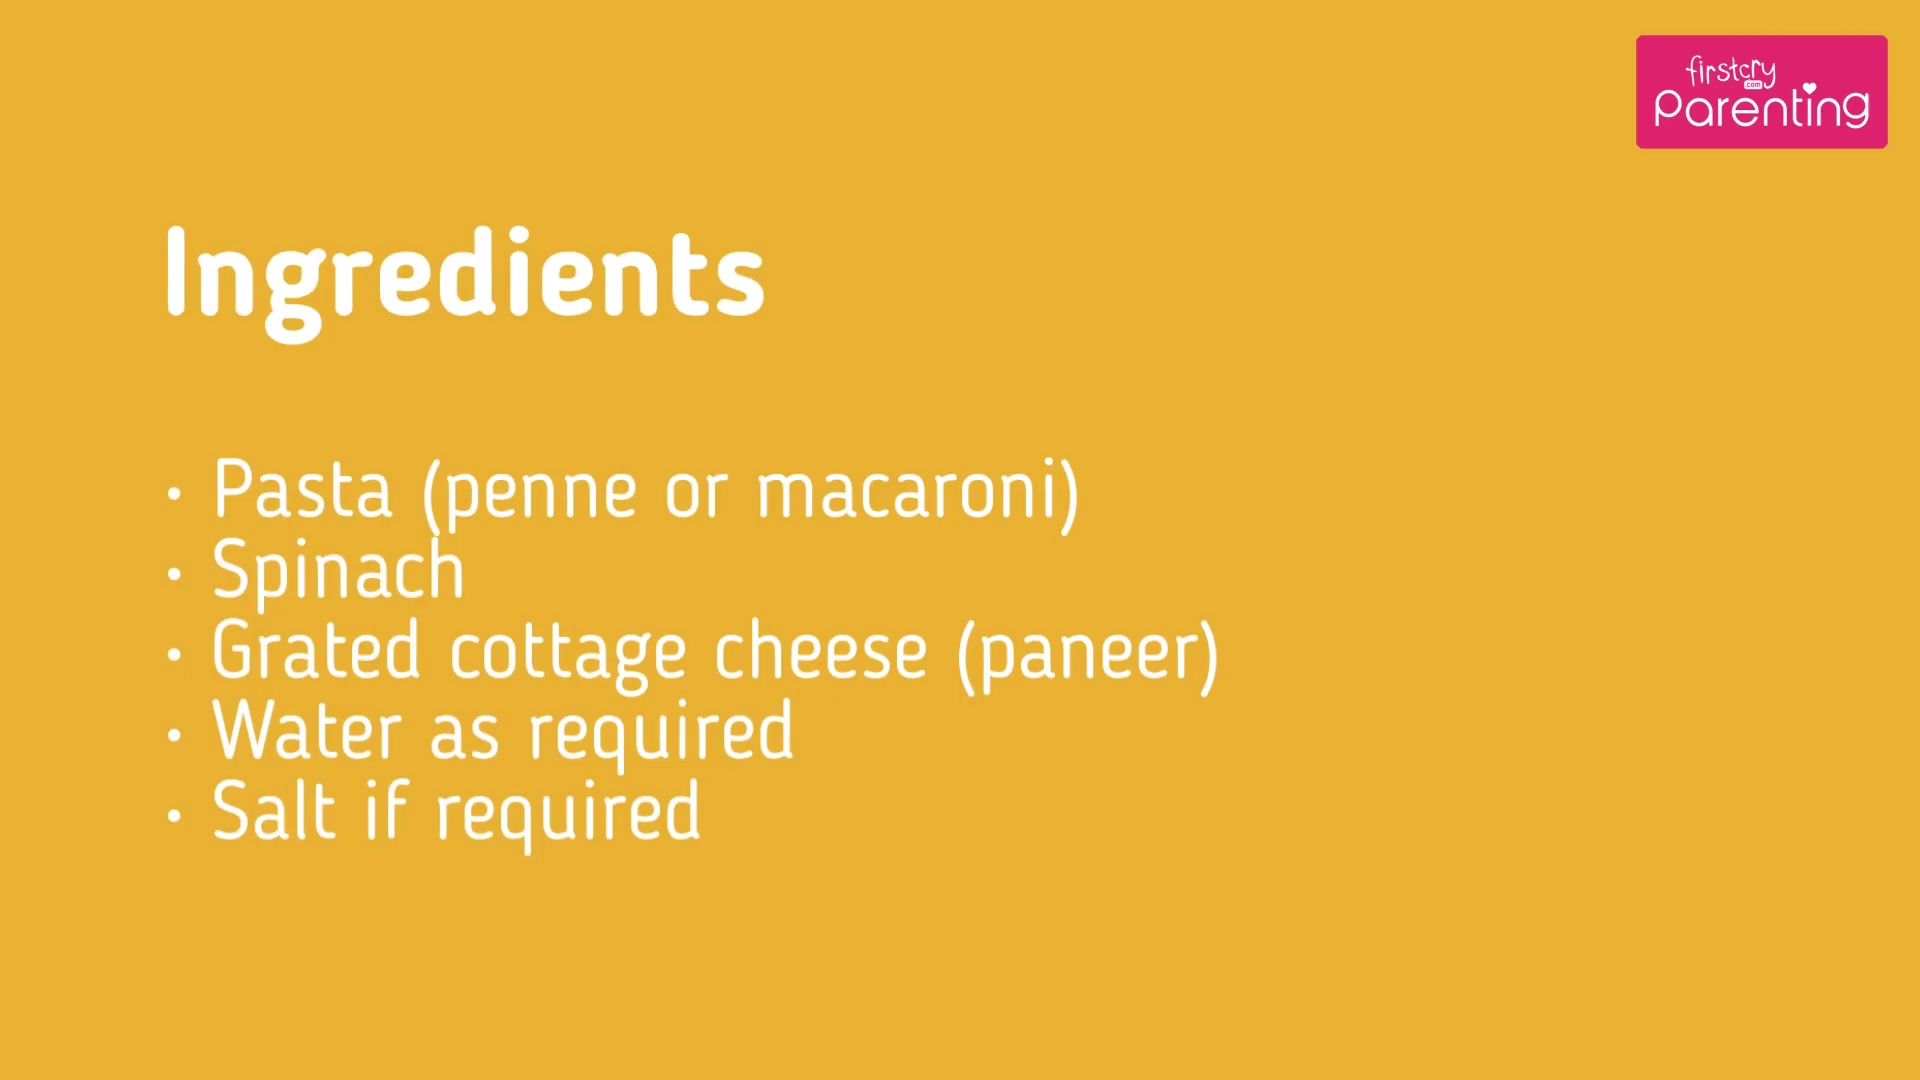 firstcry
.com
Parenting
Ingredients
• Pasta (penne or macaroni)
• Spinach
• Grated cottage cheese (paneer)
• Water as required
• Salt if required